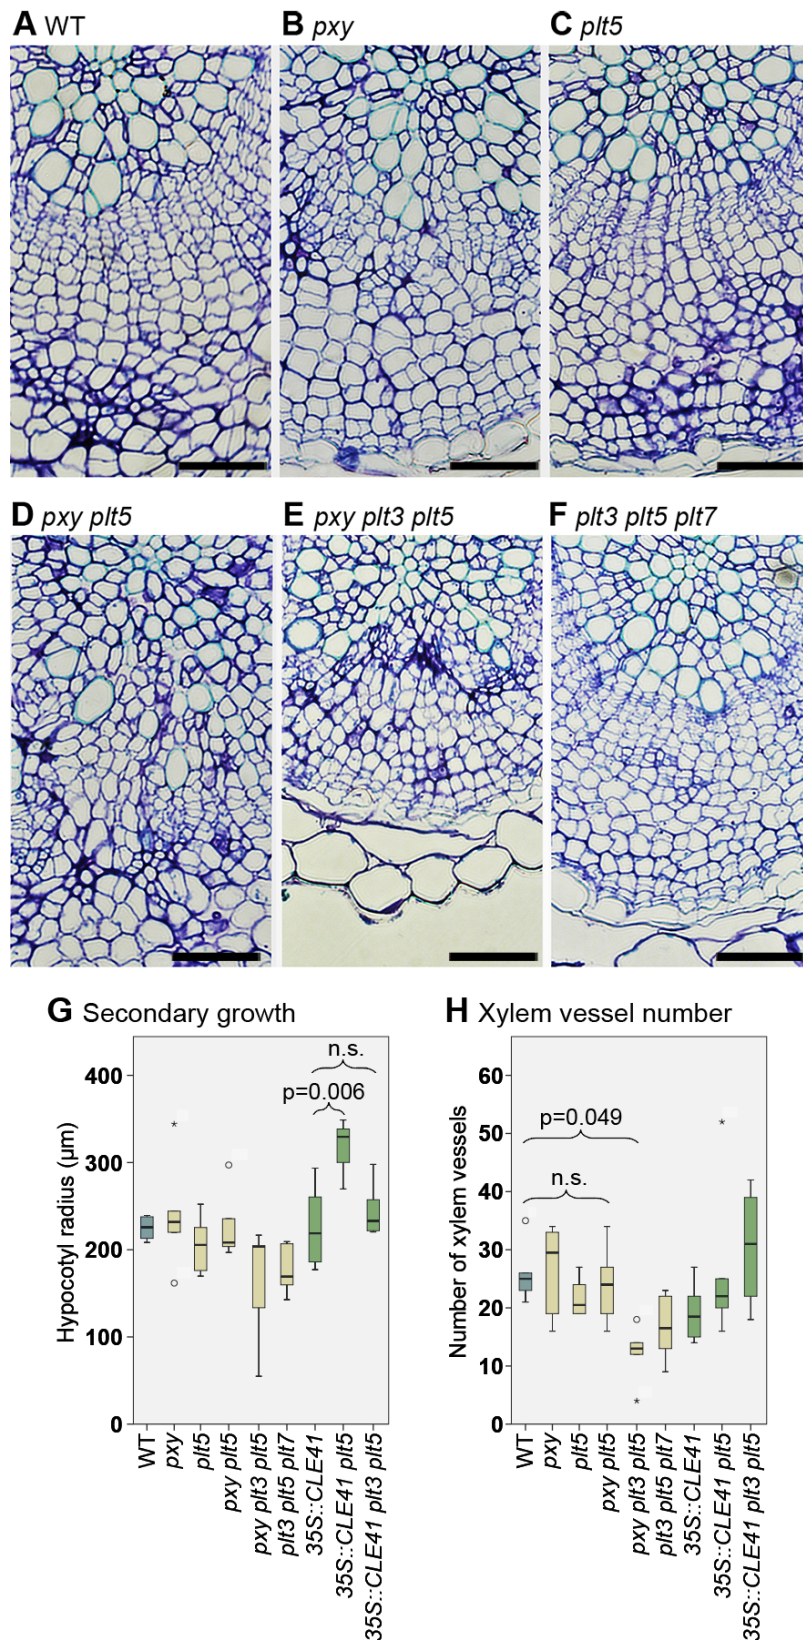 A WT
B pxy
C plt5
D pxy plt5
E pxy plt3 plt5
F plt3 plt5 plt7
G Secondary growth
n.s.
p=0.006
400
300
200
100
0
Hypocotyl radius (μm)
WT
pxy
plt5
pxy plt5
pxy plt3 plt5
plt3 plt5 plt7
35S::CLE41
35S::CLE41 plt5
35S::CLE41 plt3 plt5
H Xylem vessel number
p=0.049
n.s.
60
50
40
30
20
10
0
Number of xylem vessels
WT
pxy
plt5
pxy plt5
pxy plt3 plt5
plt3 plt5 plt7
35S::CLE41
35S::CLE41 plt5
35S::CLE41 plt3 plt5